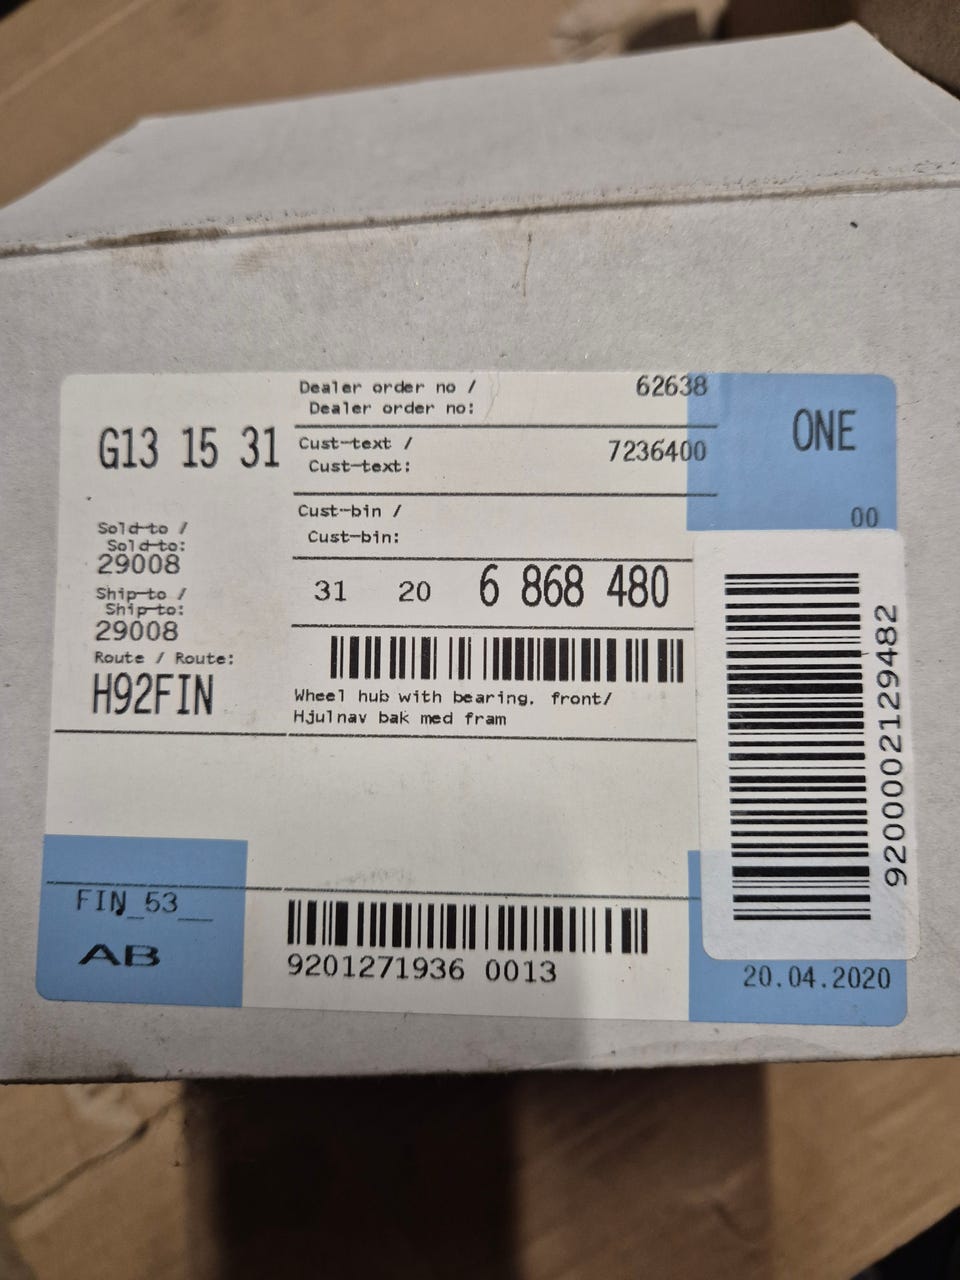 Dealer order no / 62638
Dealer order no:
G13 15 31
Cust-text / 7236400
Cust-text:
ONE
00
Cust-bin /
Cust-bin:
Sold-to /
Sold-to:
29008
Ship-to /
Ship-to:
29008
Route / Route:
H92FIN
31 20 6 868 480
Wheel hub with bearing, front/
Hjulnav bak med fram
9200002129482
FIN_53__
AB
9201271936 0013
20.04.2020